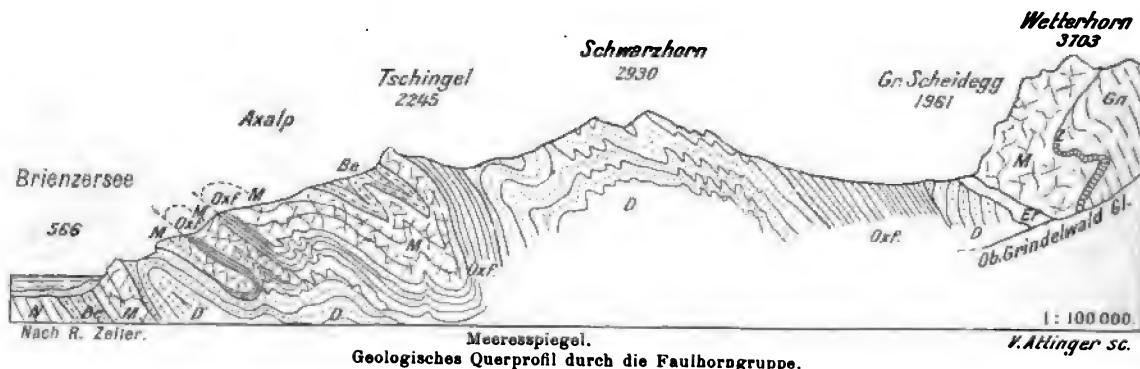 Wetterhorn
3703
Schwarzhorn
2930
Tschingel
2245
Gr. Scheidegg
1961
Axalp
Gn
Be
M
Brienzersee
566
Oxf M
M
Oxf
M
M
D
Oxf.
Oxf.
D
Er
Ob. Grindelwald Gl.
N Be M D D
1 : 100 000.
Nach R. Zeller.
Meeresspiegel.
V. Attinger sc.
Geologisches Querprofil durch die Faulhorngruppe.